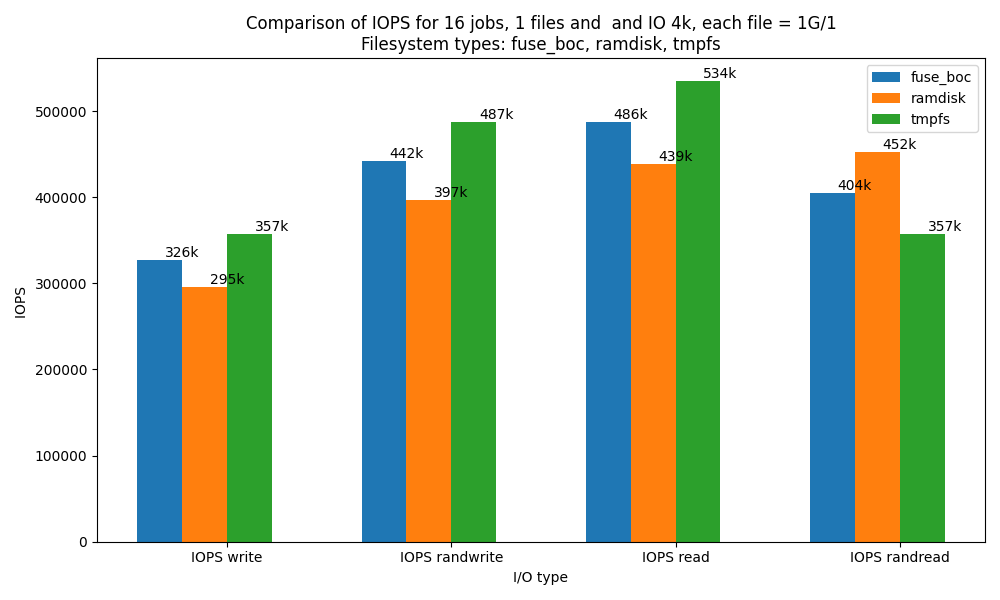 Comparison of IOPS for 16 jobs, 1 files and  and IO 4k, each file = 1G/1
Filesystem types: fuse_boc, ramdisk, tmpfs
fuse_boc
ramdisk
tmpfs
IOPS
500000
400000
300000
200000
100000
0
326k
295k
357k
442k
397k
487k
486k
439k
534k
404k
452k
357k
IOPS write
IOPS randwrite
IOPS read
IOPS randread
I/O type